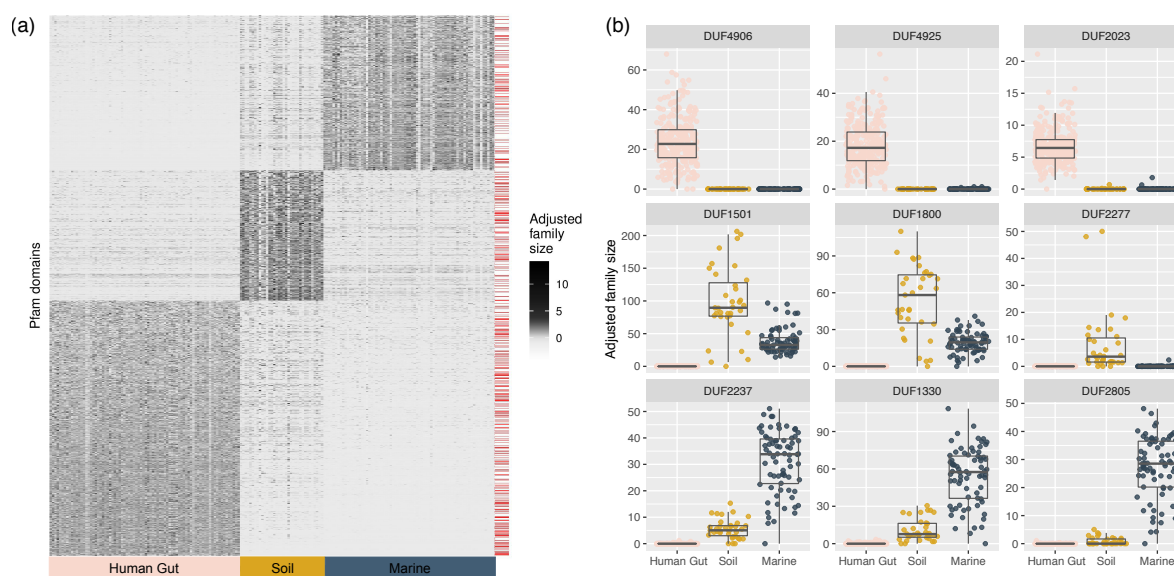 (a)
Pfam domains
Human Gut
Soil
Marine
Adjusted
family
size
10
5
0
(b)
Adjusted family size
DUF4906
60
40
20
0
DUF4925
40
20
0
DUF2023
20
15
10
5
0
DUF1501
200
150
100
50
0
DUF1800
90
60
30
0
DUF2277
50
40
30
20
10
0
DUF2237
50
40
30
20
10
0
DUF1330
90
60
30
0
DUF2805
50
40
30
20
10
0
Human Gut Soil Marine
Human Gut Soil Marine
Human Gut Soil Marine